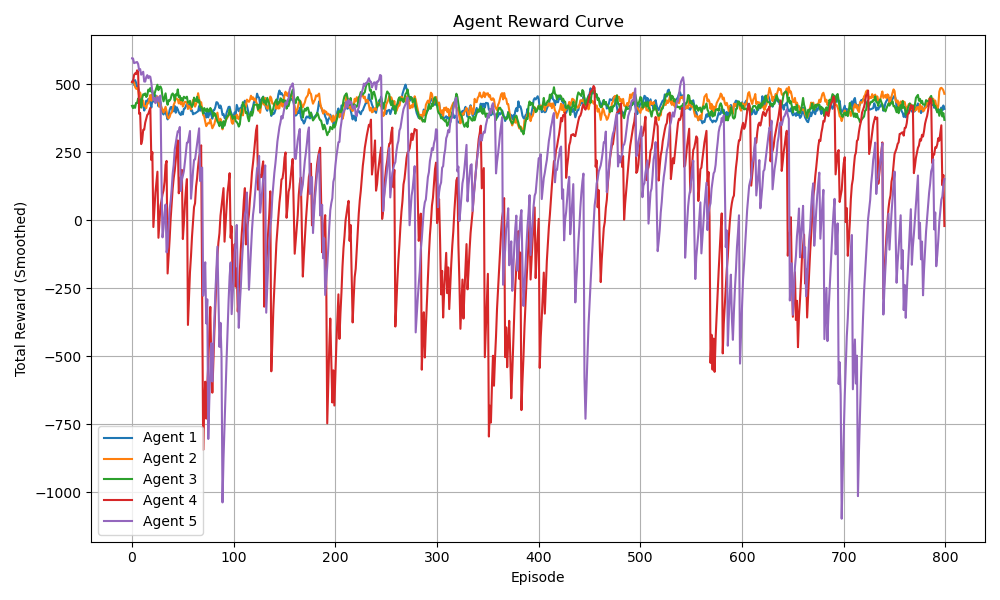 Agent Reward Curve
Total Reward (Smoothed)
500
250
0
−250
−500
−750
−1000
Agent 1
Agent 2
Agent 3
Agent 4
Agent 5
0 100 200 300 400 500 600 700 800
Episode